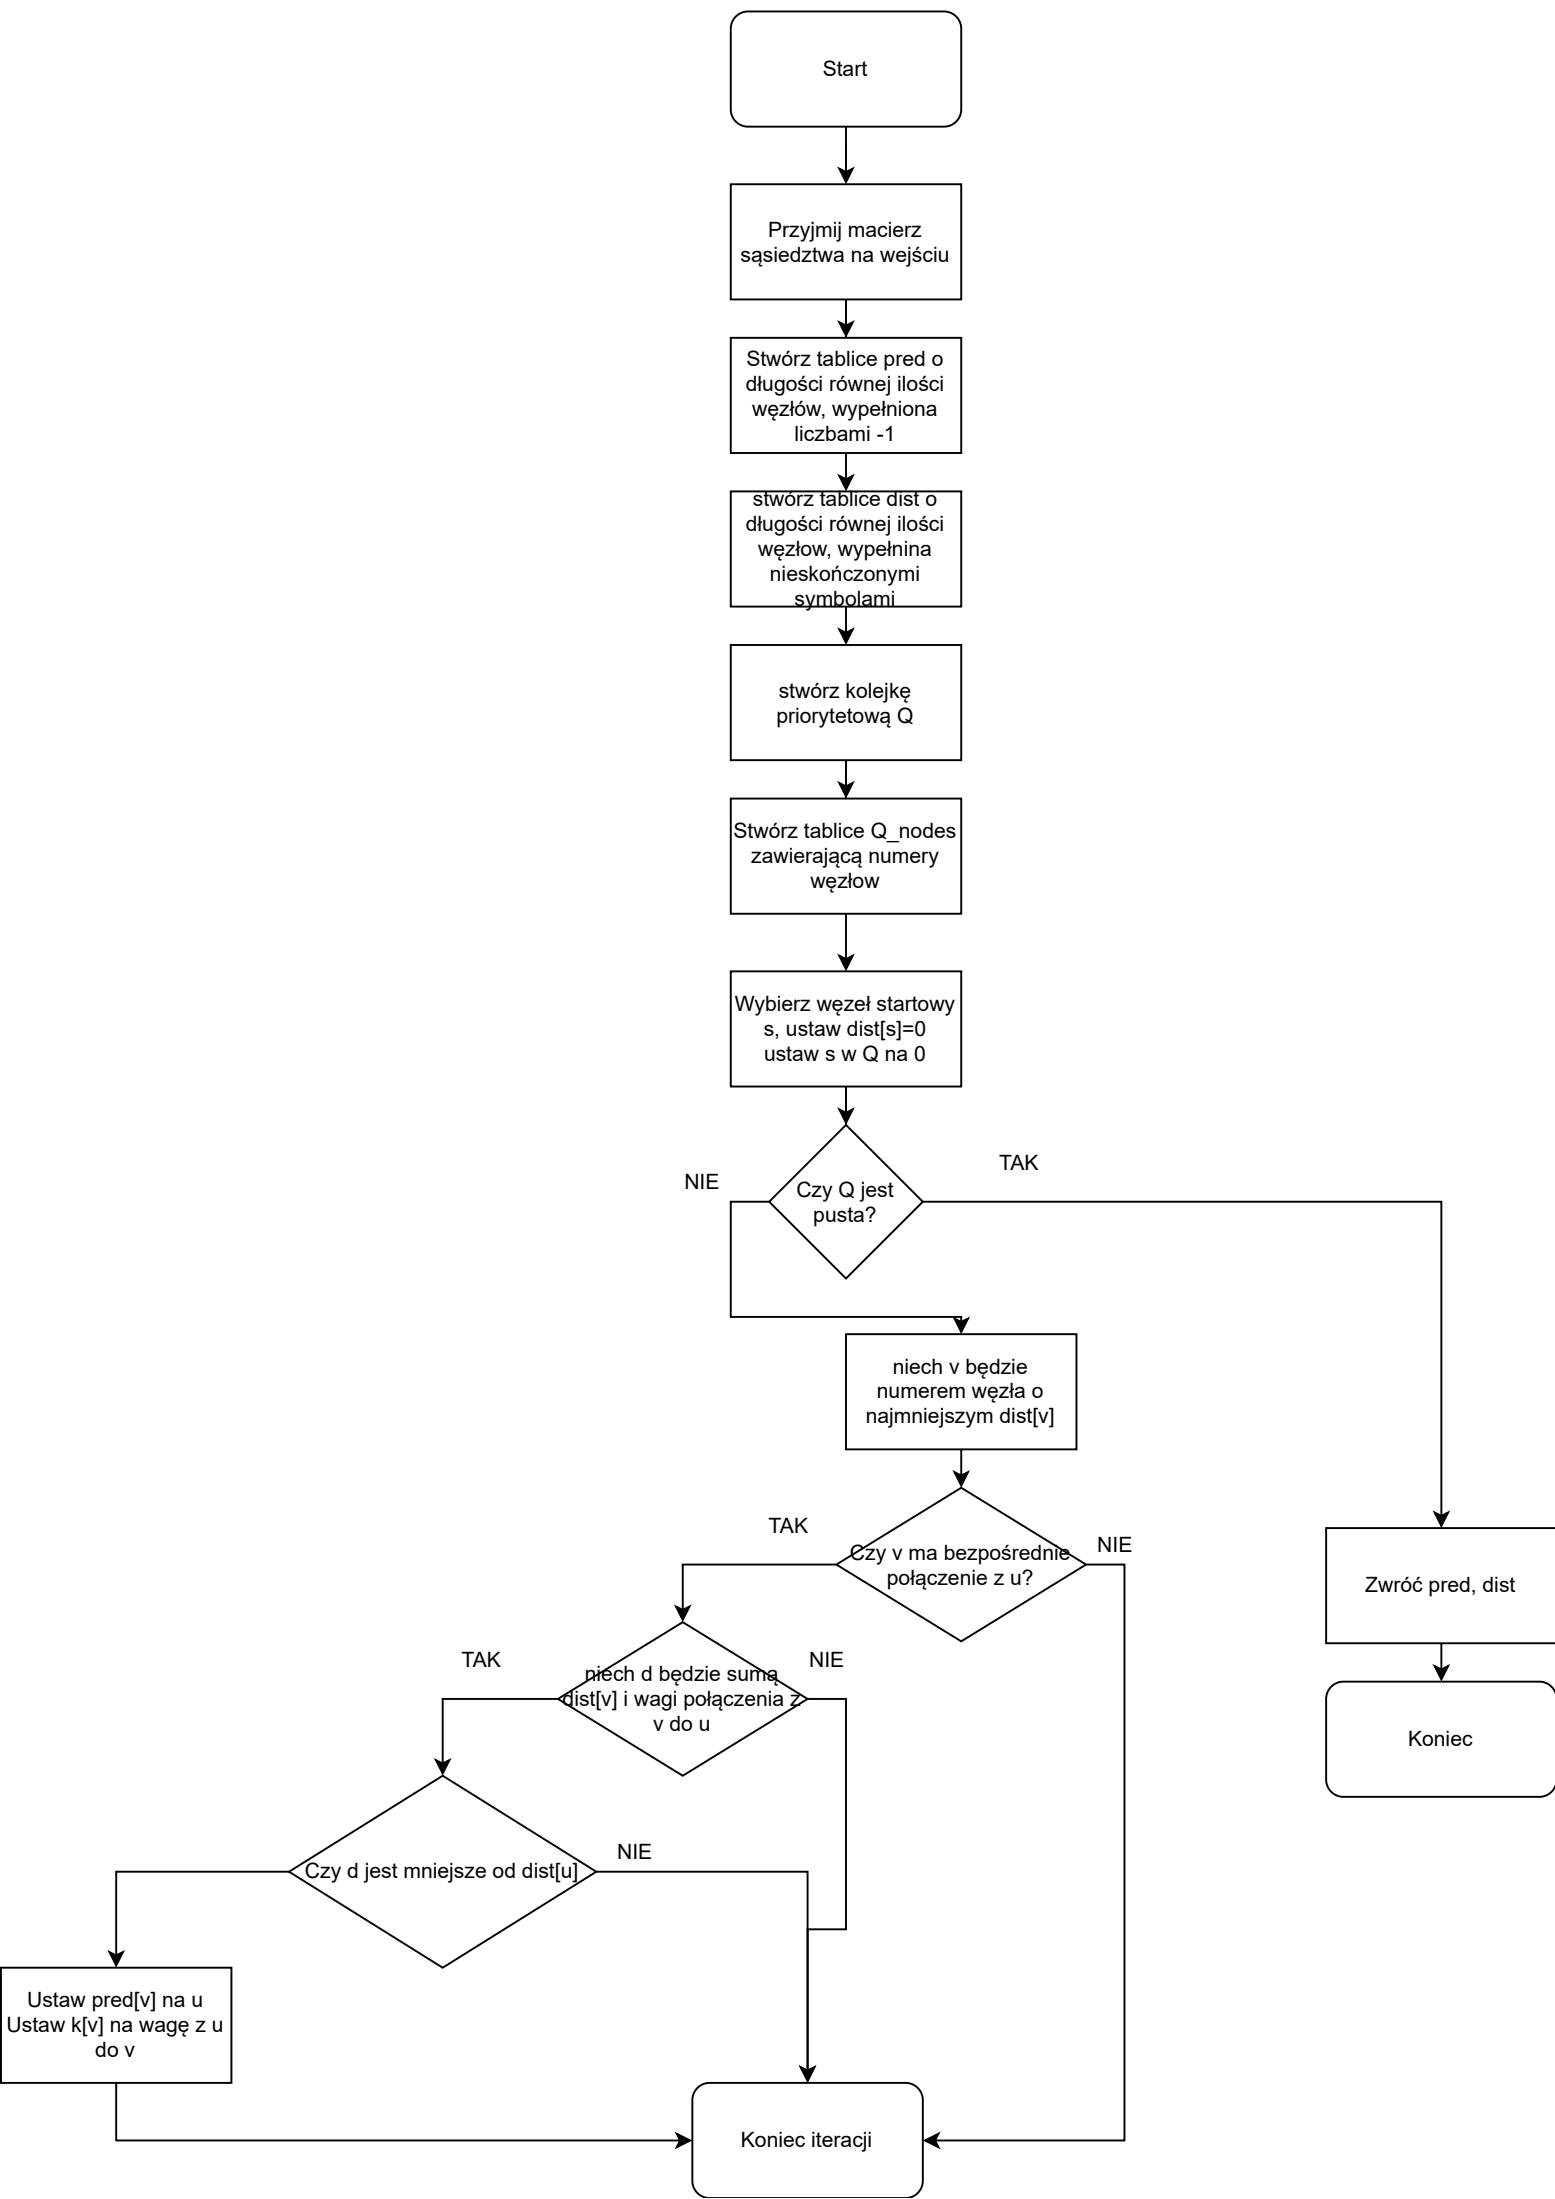 Start
Przyjmij macierz
sąsiedztwa na wejściu
Stwórz tablice pred o
długości równej ilości
węzłów, wypełniona
liczbami -1
stwórz tablice dist o
długości równej ilości
węzłow, wypełnina
nieskończonymi
symbolami
stwórz kolejkę
priorytetową Q
Stwórz tablice Q_nodes
zawierającą numery
węzłow
Wybierz węzeł startowy
s, ustaw dist[s]=0
ustaw s w Q na 0
NIE
TAK
Czy Q jest
pusta?
niech v będzie
numerem węzła o
najmniejszym dist[v]
TAK
NIE
Czy v ma bezpośrednie
połączenie z u?
Zwróć pred, dist
TAK
NIE
niech d będzie sumą
dist[v] i wagi połączenia z
v do u
Koniec
NIE
Czy d jest mniejsze od dist[u]
Ustaw pred[v] na u
Ustaw k[v] na wagę z u
do v
Koniec iteracji